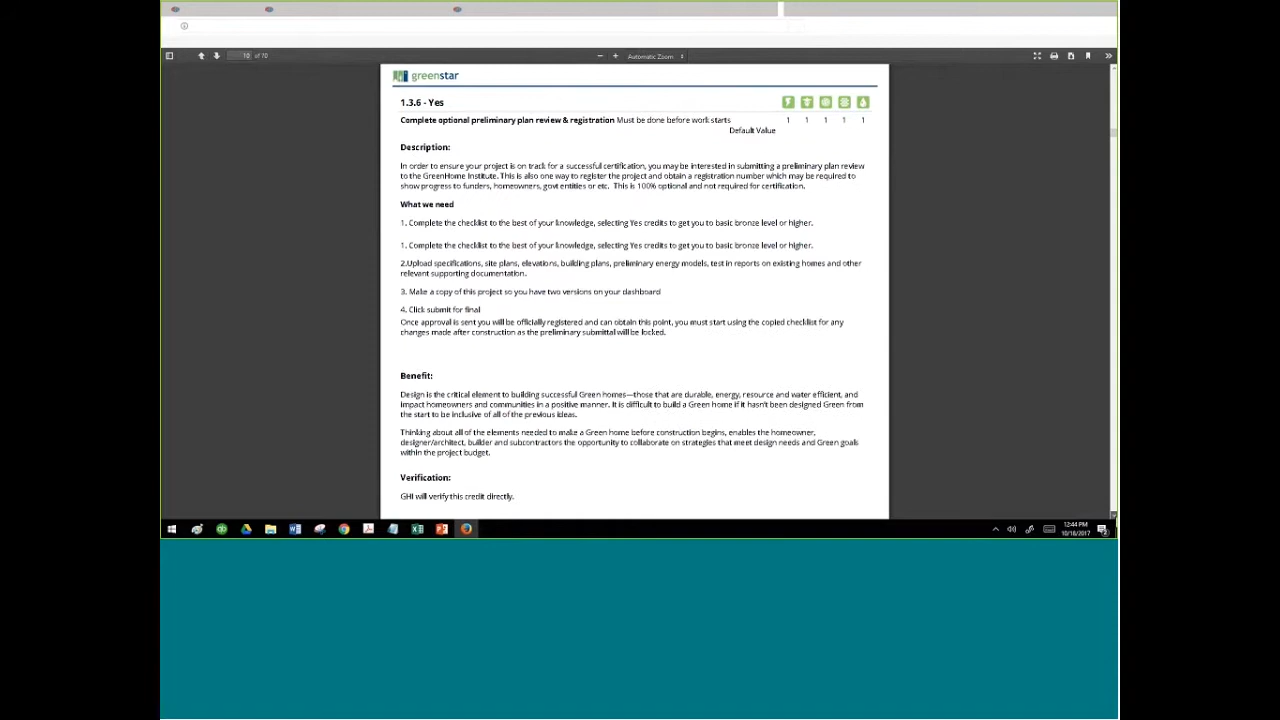 10 of 70
Automatic Zoom
greenstar
1.3.6 - Yes
Complete optional preliminary plan review & registration Must be done before work starts
1 1 1 1 1
Default Value
Description:
In order to ensure your project is on track for a successful certification, you may be interested in submitting a preliminary plan review
to the GreenHome Institute. This is also one way to register the project and obtain a registration number which may be required to
show progress to funders, homeowners, govt entities or etc. This is 100% optional and not required for certification.
What we need
1. Complete the checklist to the best of your knowledge, selecting Yes credits to get you to basic bronze level or higher.
1. Complete the checklist to the best of your knowledge, selecting Yes credits to get you to basic bronze level or higher.
2.Upload specifications, site plans, elevations, building plans, preliminary energy models, test in reports on existing homes and other
relevant supporting documentation.
3. Make a copy of this project so you have two versions on your dashboard
4. Click submit for final
Once approval is sent you will be officially registered and can obtain this point, you must start using the copied checklist for any
changes made after construction as the preliminary submittal will be locked.
Benefit:
Design is the critical element to building successful Green homes—those that are durable, energy, resource and water efficient, and
impact homeowners and communities in a positive manner. It is difficult to build a Green home if it hasn't been designed Green from
the start to be inclusive of all of the previous ideas.
Thinking about all of the elements needed to make a Green home before construction begins, enables the homeowner,
designer/architect, builder and subcontractors the opportunity to collaborate on strategies that meet design needs and Green goals
within the project budget.
Verification:
GHI will verify this credit directly.
12:44 PM
10/18/2017